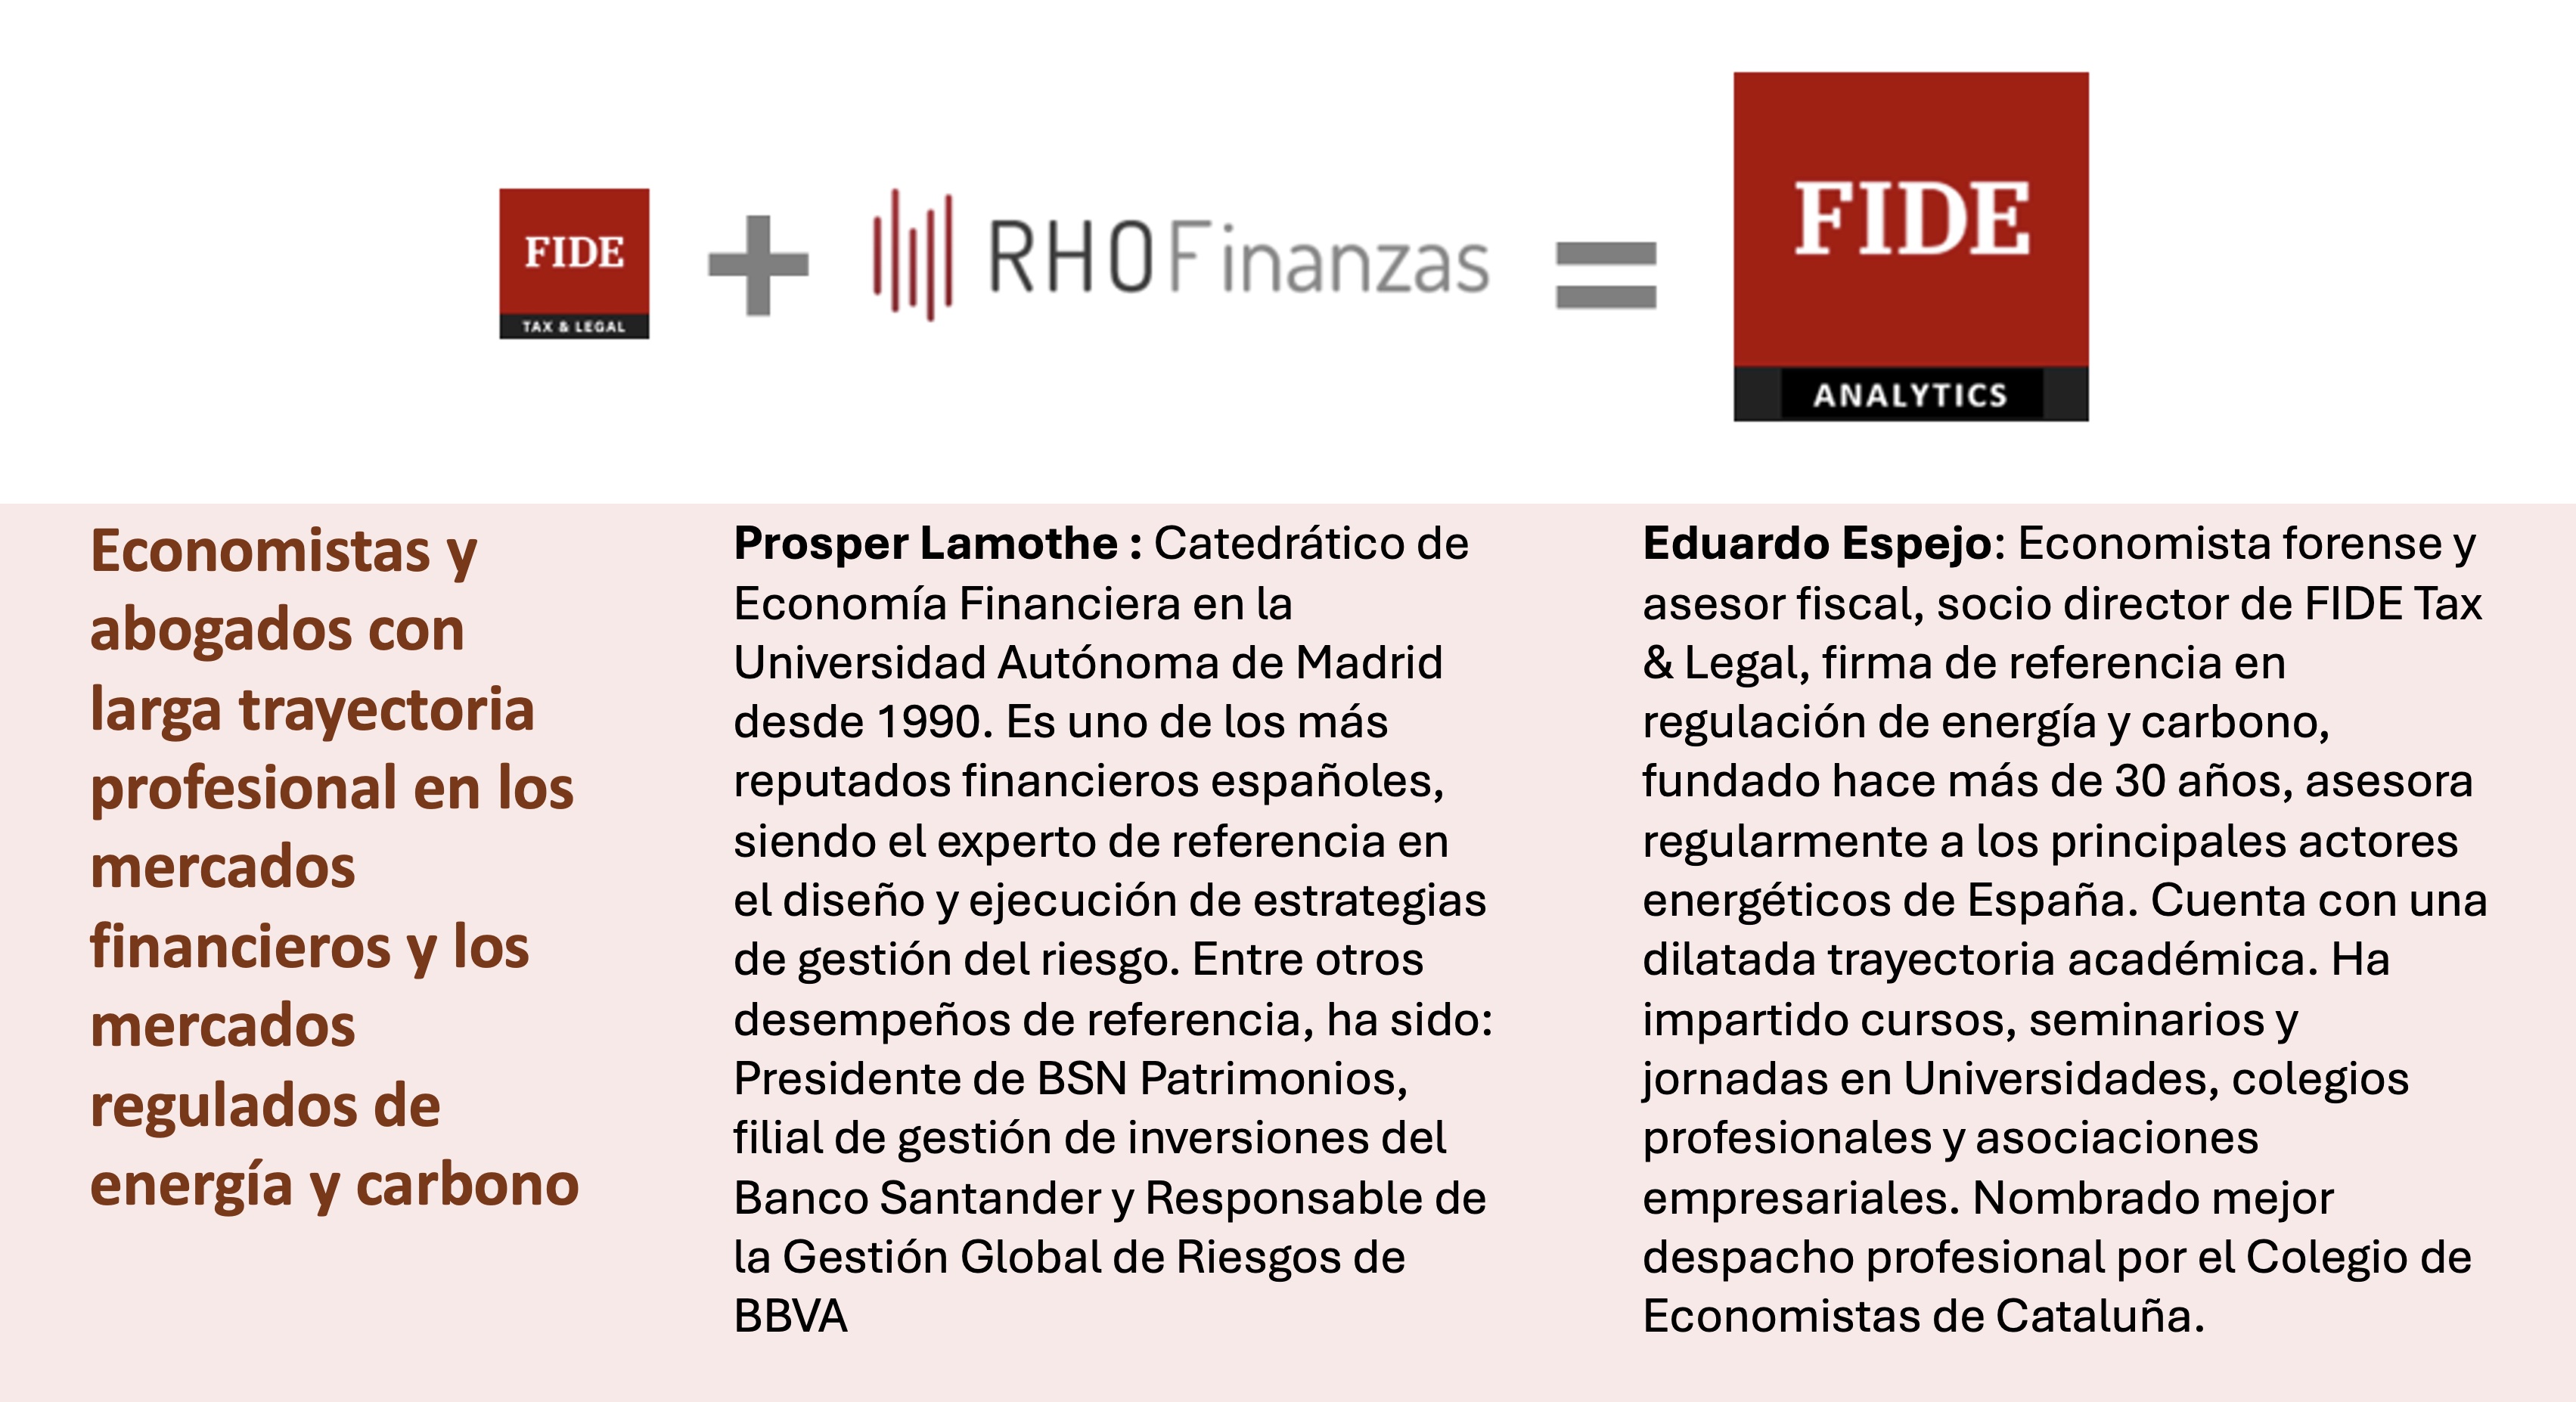 FIDE
TAX & LEGAL
RHO Finanzas
FIDE
ANALYTICS
Economistas y
abogados con
larga trayectoria
profesional en los
mercados
financieros y los
mercados
regulados de
energía y carbono
Prosper Lamothe : Catedrático de
Economía Financiera en la
Universidad Autónoma de Madrid
desde 1990. Es uno de los más
reputados financieros españoles,
siendo el experto de referencia en
el diseño y ejecución de estrategias
de gestión del riesgo. Entre otros
desempeños de referencia, ha sido:
Presidente de BSN Patrimonios,
filial de gestión de inversiones del
Banco Santander y Responsable de
la Gestión Global de Riesgos de
BBVA
Eduardo Espejo: Economista forense y
asesor fiscal, socio director de FIDE Tax
& Legal, firma de referencia en
regulación de energía y carbono,
fundado hace más de 30 años, asesora
regularmente a los principales actores
energéticos de España. Cuenta con una
dilatada trayectoria académica. Ha
impartido cursos, seminarios y
jornadas en Universidades, colegios
profesionales y asociaciones
empresariales. Nombrado mejor
despacho profesional por el Colegio de
Economistas de Cataluña.